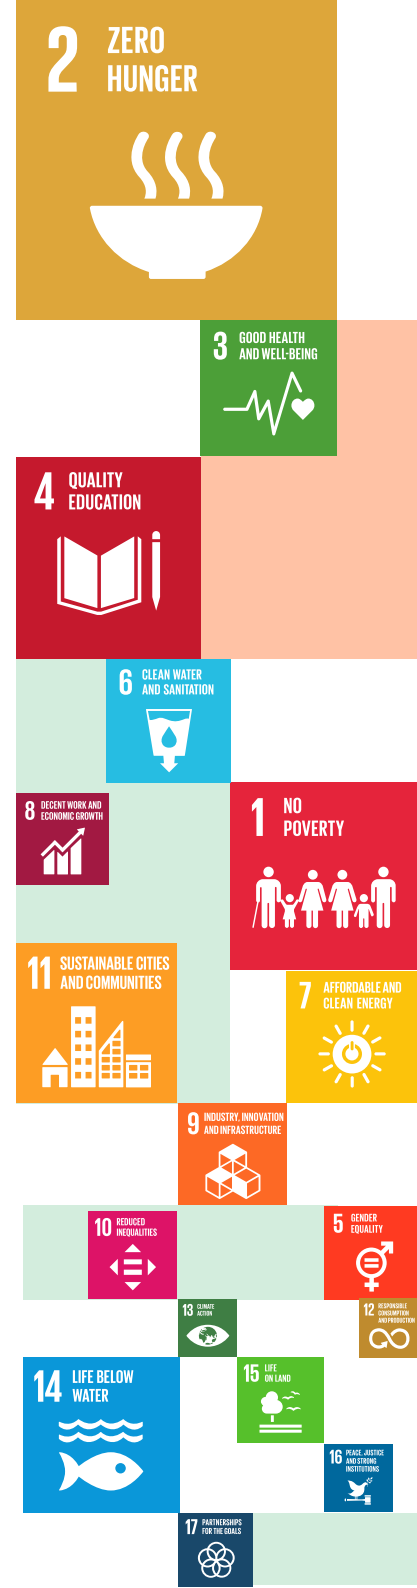 2
ZERO
HUNGER
3
GOOD HEALTH
AND WELL-BEING
4
QUALITY
EDUCATION
6
CLEAN WATER
AND SANITATION
8
DECENT WORK AND
ECONOMIC GROWTH
1
NO
POVERTY
11
SUSTAINABLE CITIES
AND COMMUNITIES
7
AFFORDABLE AND
CLEAN ENERGY
9
INDUSTRY, INNOVATION
AND INFRASTRUCTURE
10
REDUCED
INEQUALITIES
5
GENDER
EQUALITY
13
CLIMATE
ACTION
12
RESPONSIBLE
CONSUMPTION
AND PRODUCTION
14
LIFE BELOW
WATER
15
LIFE
ON LAND
16
PEACE, JUSTICE
AND STRONG
INSTITUTIONS
17
PARTNERSHIPS
FOR THE GOALS